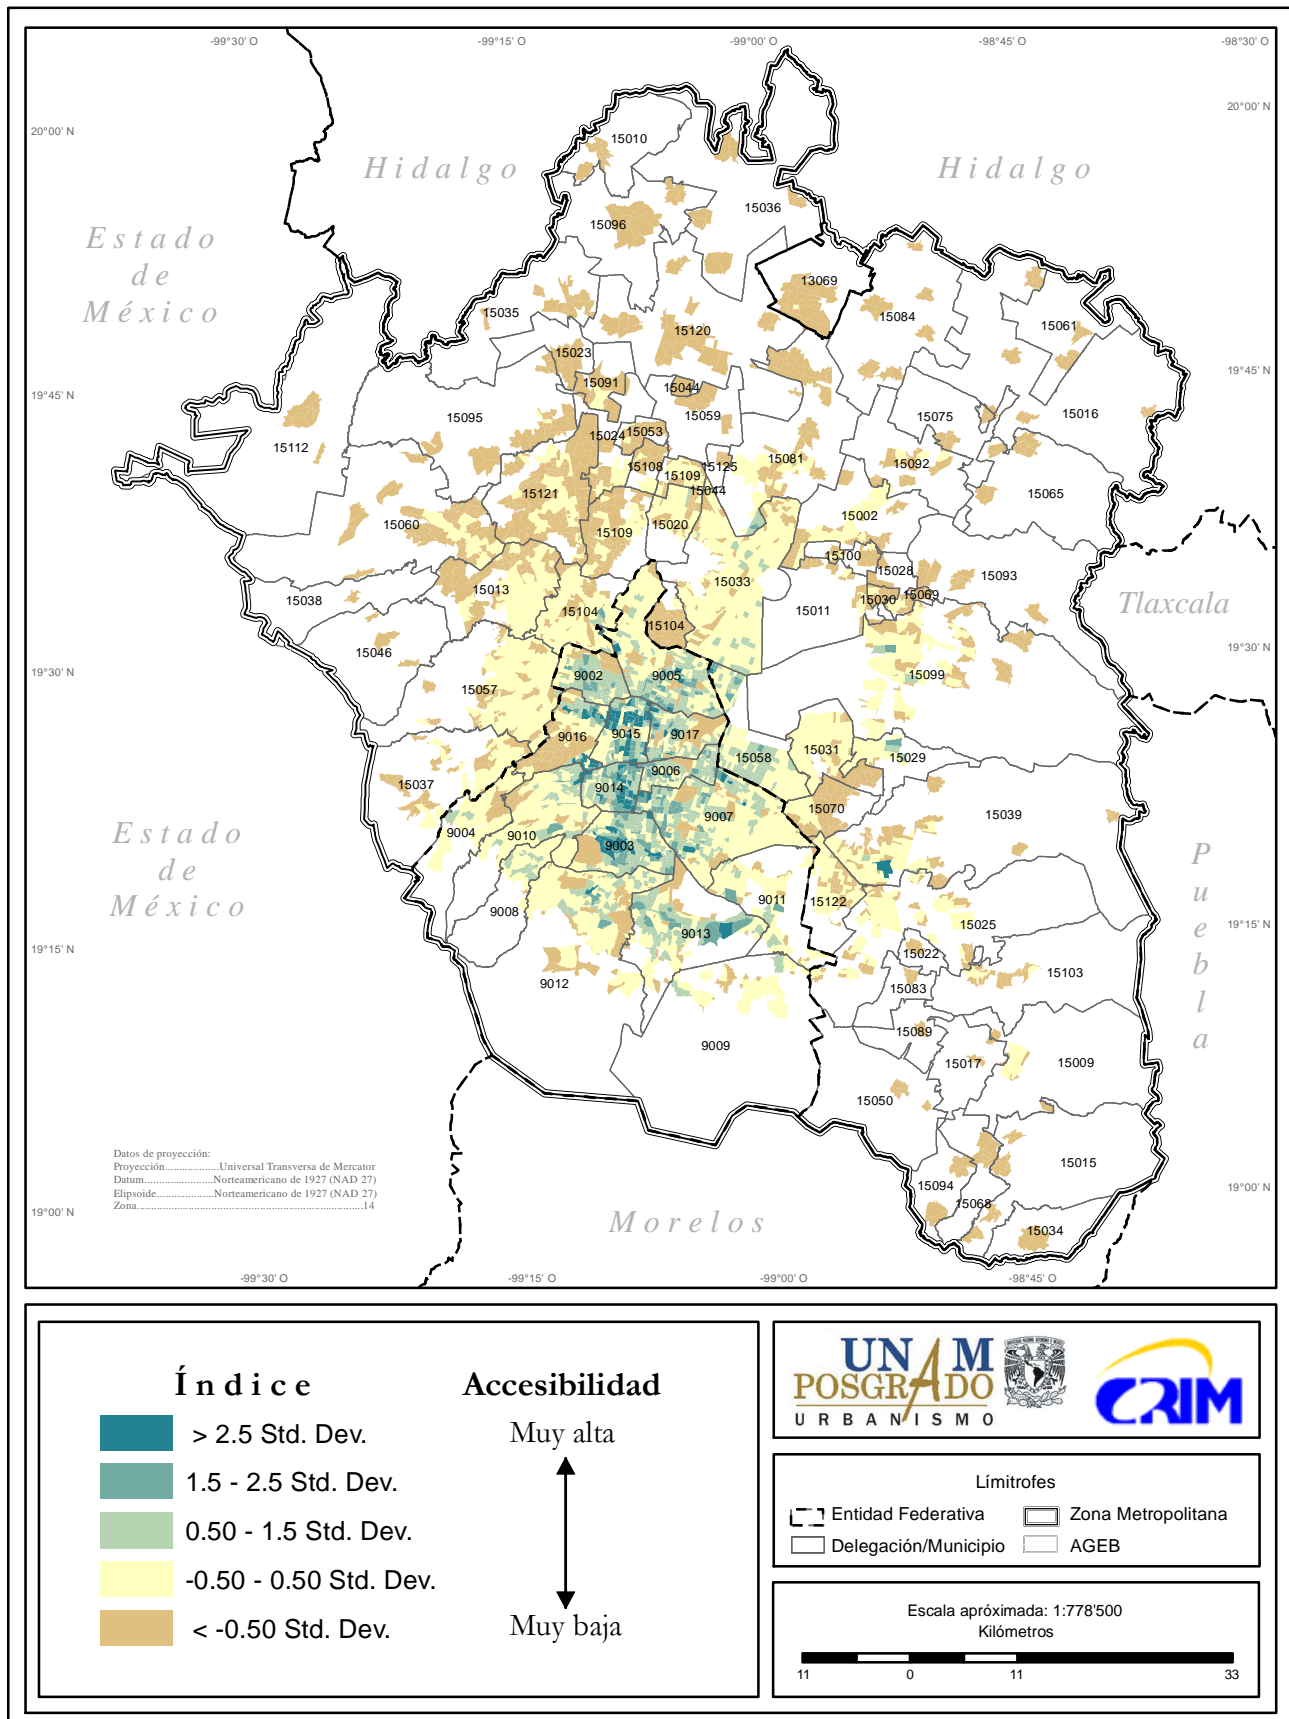 -99°30' O
-99°15' O
-99°00' O
-98°45' O
-98°30' O
20°00' N
20°00' N
15010
Hidalgo
Hidalgo
15096
15036
Estado
de
México
13069
15035
15084
15061
15120
15023
15091
15044
19°45' N
19°45' N
15095
15059
15075
15016
15112
15024
15053
15108
15109
15125
15081
15092
15065
15121
15044
15060
15109
15020
15002
15100
15028
15093
15013
15033
15038
15104
15011
15030
15069
Tlaxcala
15104
15046
19°30' N
19°30' N
9002
9005
15099
15057
9016
9015
9017
15058
15031
15029
15037
9014
9006
15070
9007
15039
9004
9010
9003
Estado
de
México
Puebla
9008
9011
15122
15025
9013
19°15' N
19°15' N
15022
15103
9012
15083
15089
9009
15017
15009
15050
15015
15094
15068
15034
Datos de proyección:
Proyección..................Universal Transversa de Mercator
Datum.......................Norteamericano de 1927 (NAD 27)
Elipsoide...................Norteamericano de 1927 (NAD 27)
Zona............................................................................14
19°00' N
19°00' N
Morelos
-99°30' O
-99°15' O
-99°00' O
-98°45' O
Índice
Accesibilidad
> 2.5 Std. Dev.
Muy alta
1.5 - 2.5 Std. Dev.
0.50 - 1.5 Std. Dev.
-0.50 - 0.50 Std. Dev.
< -0.50 Std. Dev.
Muy baja
UNAM
POSGRADO
URBANISMO
CRIM
Límitrofes
Entidad Federativa
Zona Metropolitana
Delegación/Municipio
AGEB
Escala apróximada: 1:778'500
Kilómetros
11
0
11
33